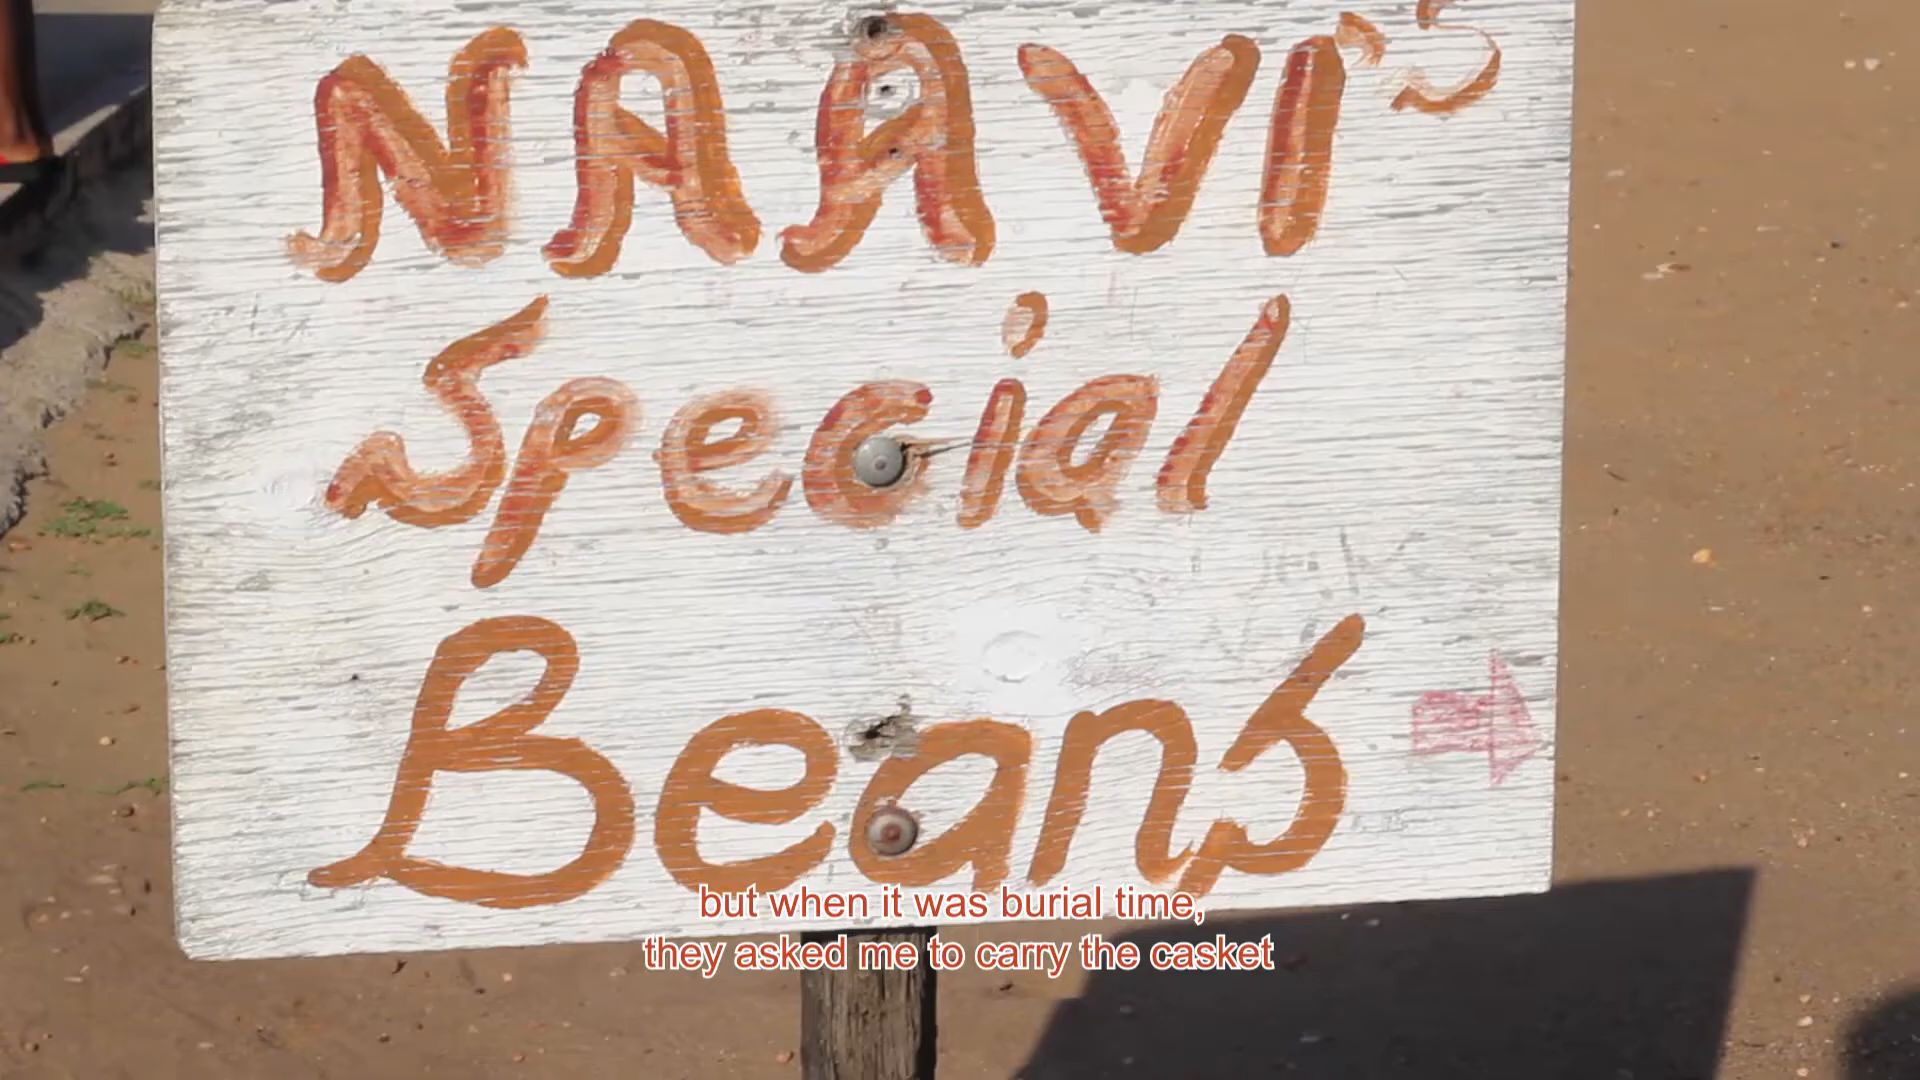 NAAVI's
Special
Beans
but when it was burial time,
they asked me to carry the casket